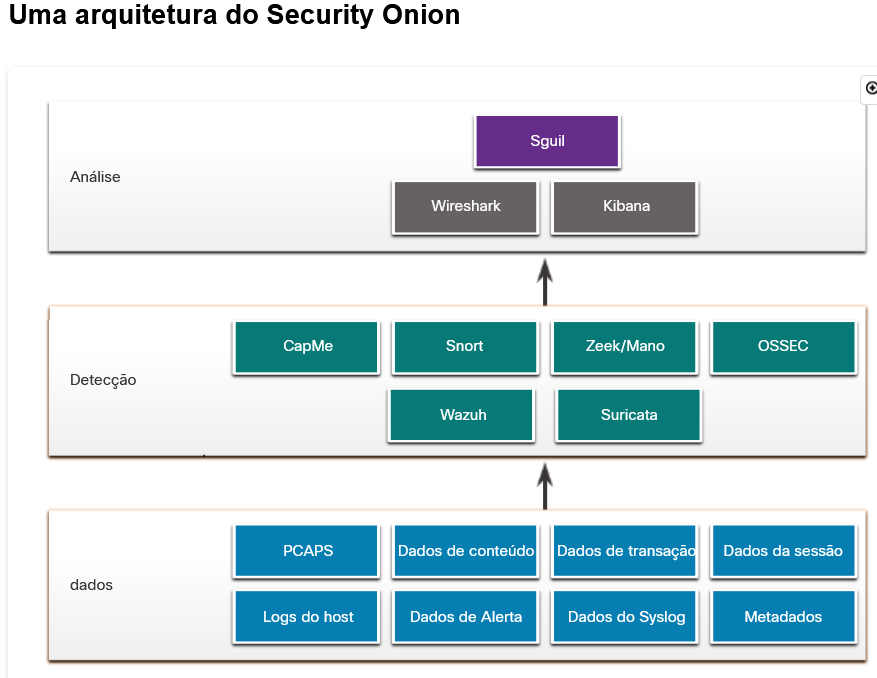 Uma arquitetura do Security Onion
Sguil
Análise
Wireshark
Kibana
CapMe
Snort
Zeek/Mano
OSSEC
Detecção
Wazuh
Suricata
PCAPS
Dados de conteúdo
Dados de transação
Dados da sessão
dados
Logs do host
Dados de Alerta
Dados do Syslog
Metadados